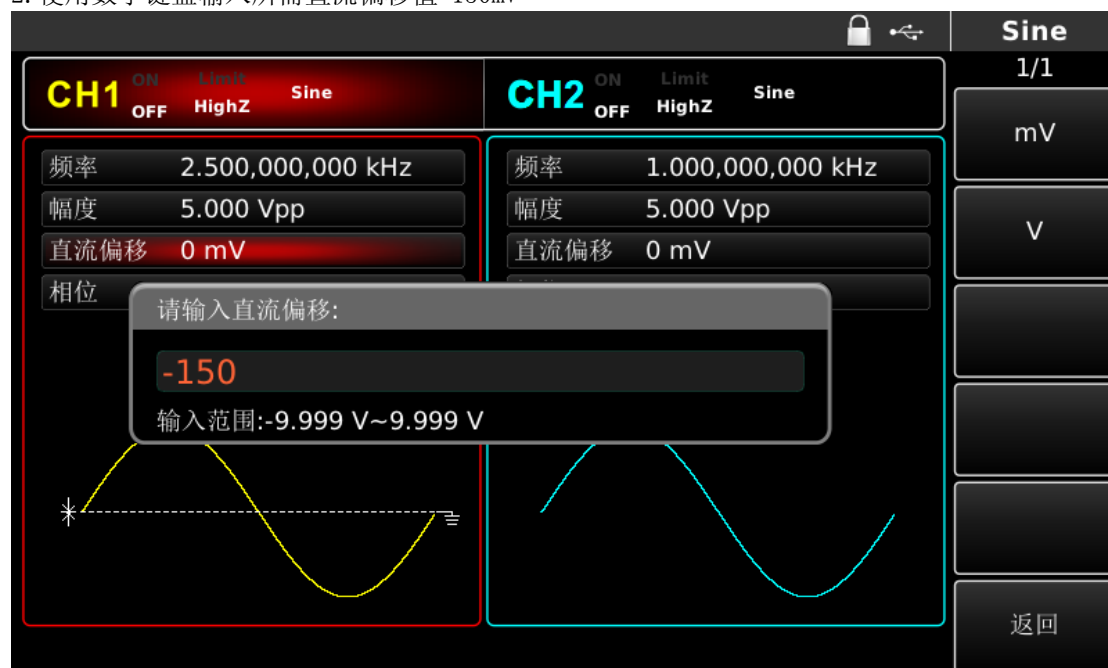 Sine
1/1
CH1 ON OFF Limit HighZ Sine
CH2 ON OFF Limit HighZ Sine
mV
频率 2.500,000,000 kHz
频率 1.000,000,000 kHz
幅度 5.000 Vpp
幅度 5.000 Vpp
V
直流偏移 0 mV
直流偏移 0 mV
相位
请输入直流偏移:
-150
输入范围:-9.999 V~9.999 V
返回